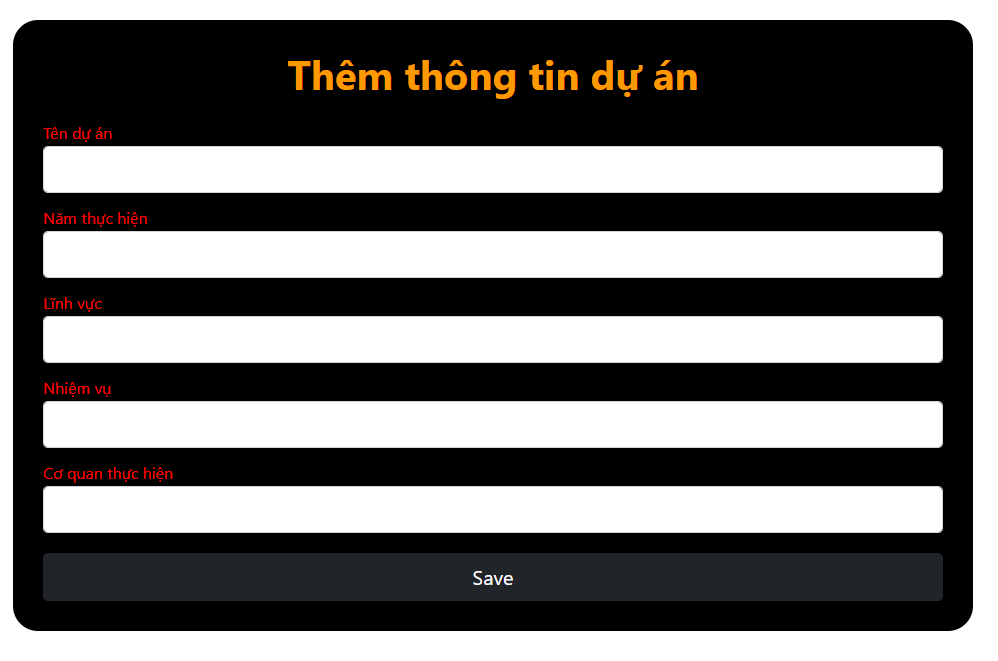 Thêm thông tin dự án
Tên dự án
Năm thực hiện
Lĩnh vực
Nhiệm vụ
Cơ quan thực hiện
Save